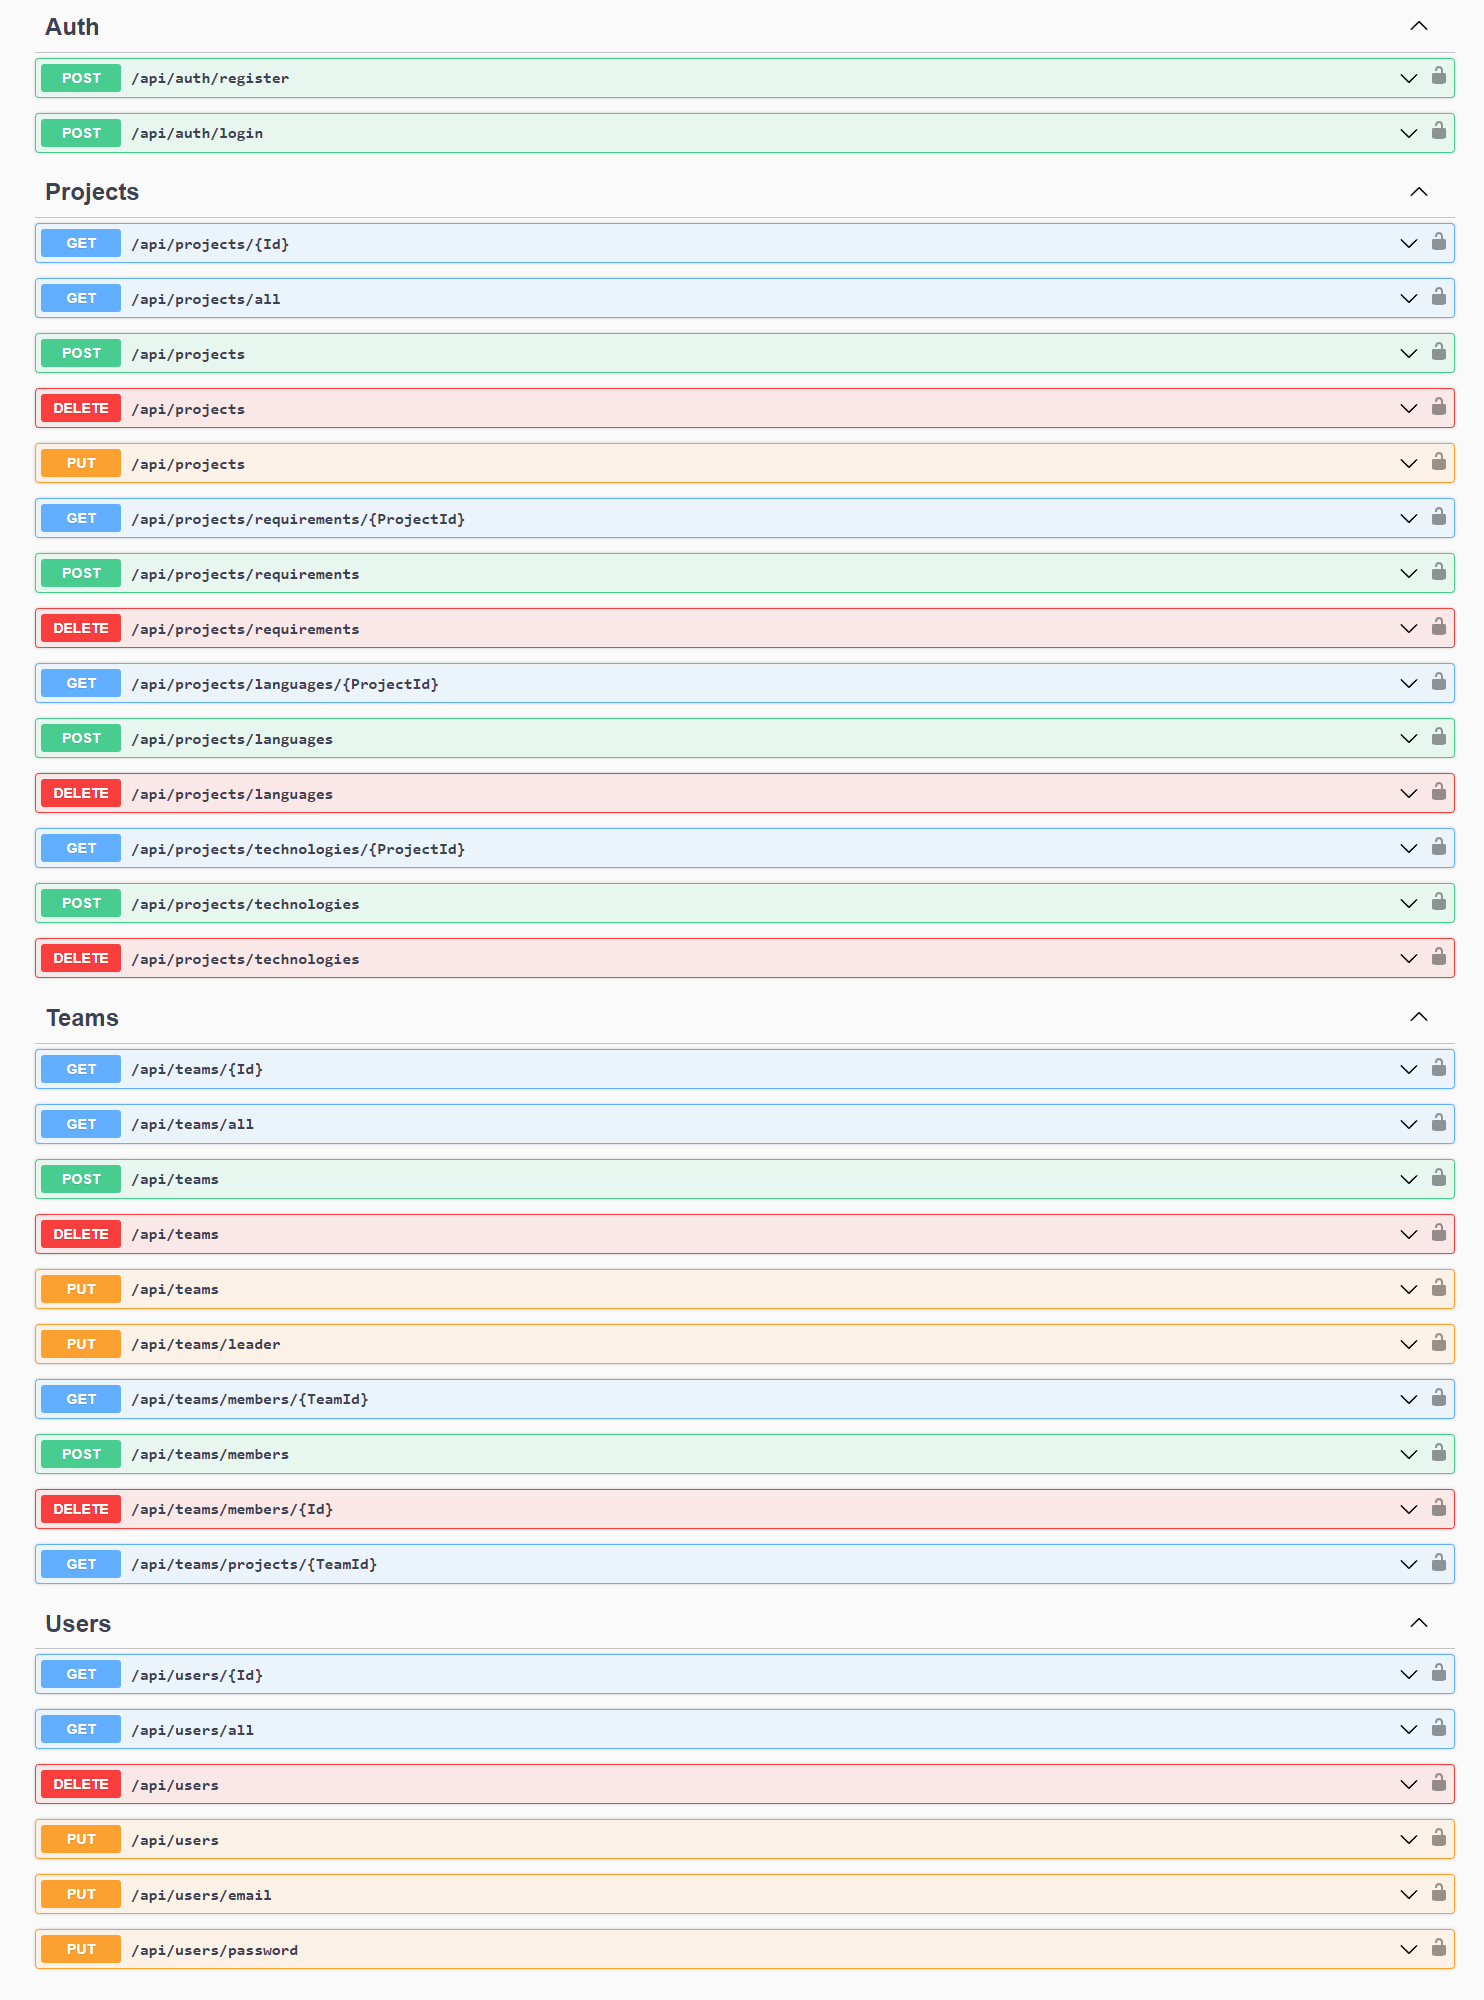 Auth
POST /api/auth/register
POST /api/auth/login
Projects
GET /api/projects/{Id}
GET /api/projects/all
POST /api/projects
DELETE /api/projects
PUT /api/projects
GET /api/projects/requirements/{ProjectId}
POST /api/projects/requirements
DELETE /api/projects/requirements
GET /api/projects/languages/{ProjectId}
POST /api/projects/languages
DELETE /api/projects/languages
GET /api/projects/technologies/{ProjectId}
POST /api/projects/technologies
DELETE /api/projects/technologies
Teams
GET /api/teams/{Id}
GET /api/teams/all
POST /api/teams
DELETE /api/teams
PUT /api/teams
PUT /api/teams/leader
GET /api/teams/members/{TeamId}
POST /api/teams/members
DELETE /api/teams/members/{Id}
GET /api/teams/projects/{TeamId}
Users
GET /api/users/{Id}
GET /api/users/all
DELETE /api/users
PUT /api/users
PUT /api/users/email
PUT /api/users/password